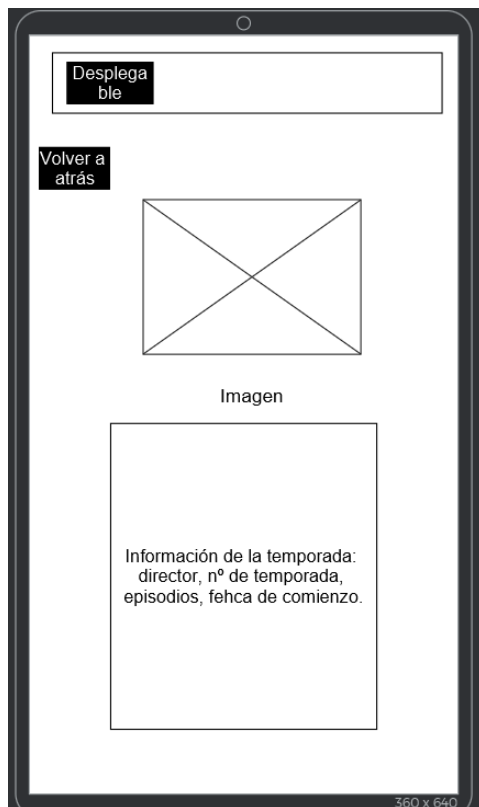 Desplega
ble
Volver a
atrás
Imagen
Información de la temporada:
director, nº de temporada,
episodios, fehca de comienzo.
360 x 640